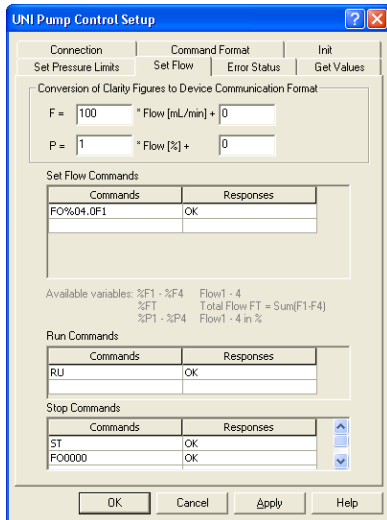 UNI Pump Control Setup
Connection Command Format Init
Set Pressure Limits Set Flow Error Status Get Values
Conversion of Clarity Figures to Device Communication Format
F = 100 * Flow [mL/min] + 0
P = 1 * Flow [%] + 0
Set Flow Commands
Commands Responses
FO%04.0F1 OK
Available variables: %F1 - %F4 Flow1 - 4
%FT Total Flow FT = Sum(F1-F4)
%P1 - %P4 Flow1 - 4 in %
Run Commands
Commands Responses
RU OK
Stop Commands
Commands Responses
ST OK
FO0000 OK
OK Cancel Apply Help